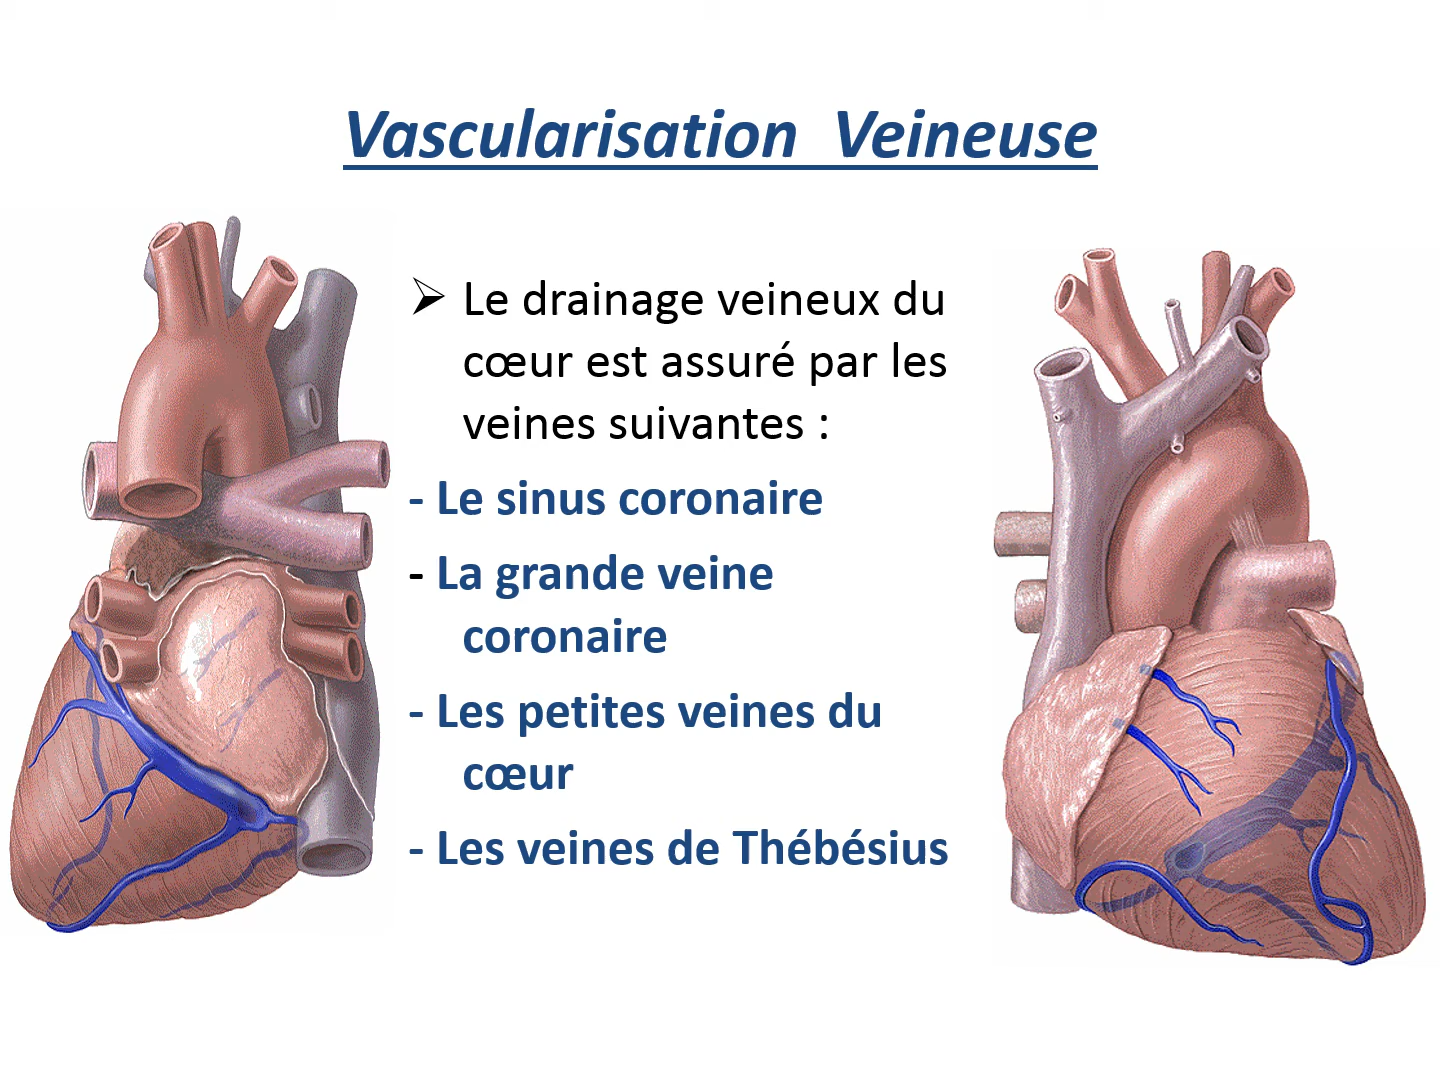 Vascularisation Veineuse
➢ Le drainage veineux du
cœur est assuré par les
veines suivantes :
- Le sinus coronaire
- La grande veine
coronaire
- Les petites veines du
cœur
- Les veines de Thébésius